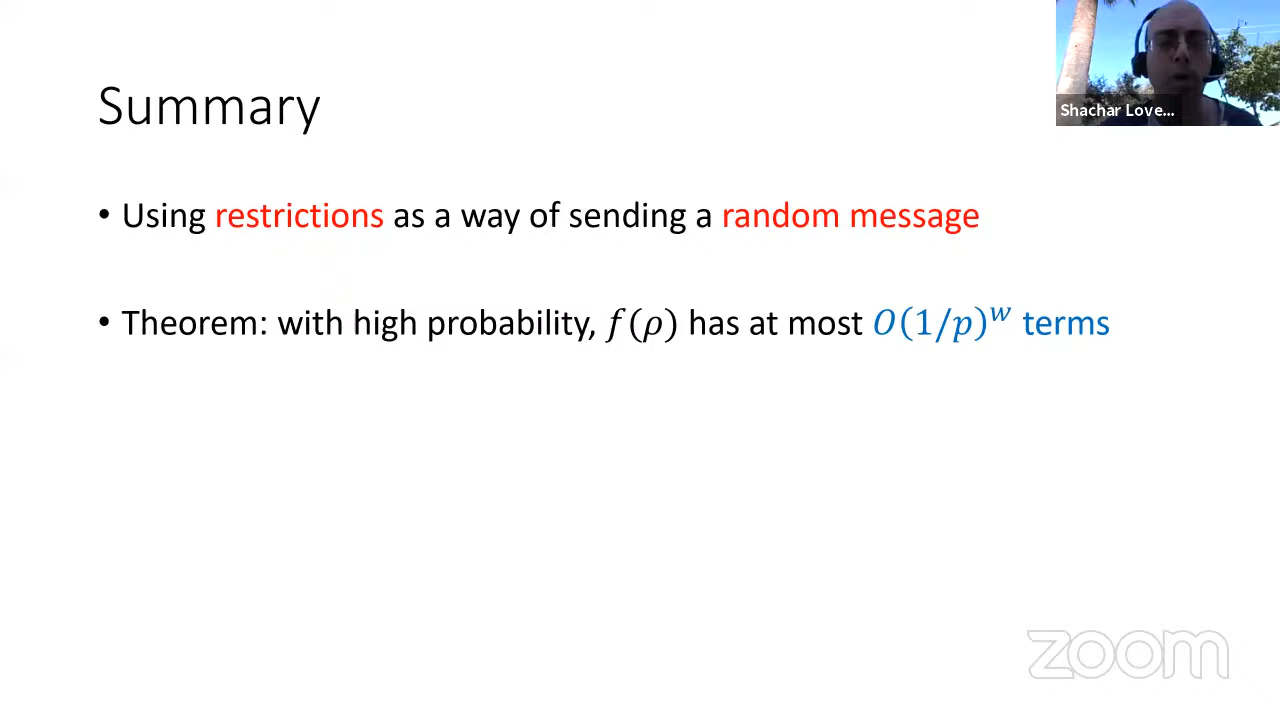 Shachar Love...
Summary
• Using restrictions as a way of sending a random message
• Theorem: with high probability, 𝑓(𝜌) has at most 𝑂(1/𝑝)^𝑤 terms
zoom